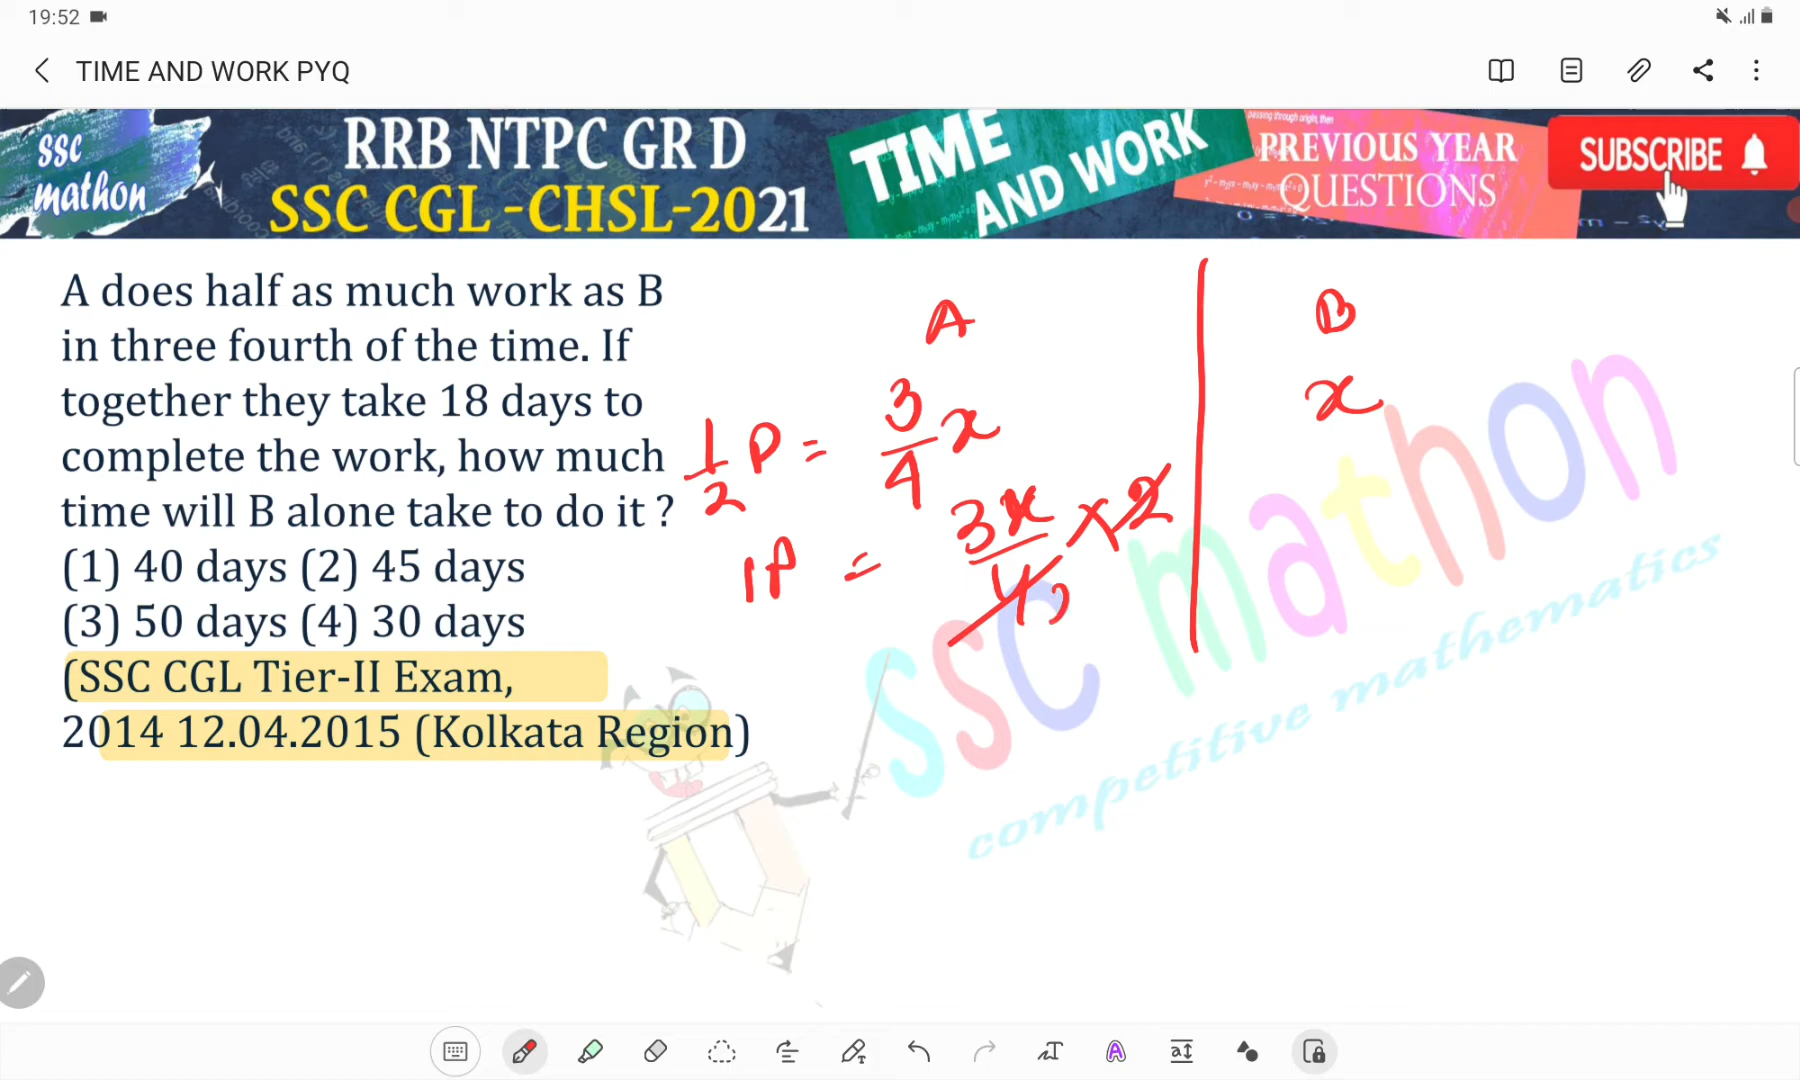 19:52
TIME AND WORK PYQ
SSC
mathon
RRB NTPC GR D
SSC CGL -CHSL-2021
TIME
AND WORK
PREVIOUS YEAR
QUESTIONS
SUBSCRIBE
A does half as much work as B
in three fourth of the time. If
together they take 18 days to
complete the work, how much
time will B alone take to do it ?
(1) 40 days (2) 45 days
(3) 50 days (4) 30 days
(SSC CGL Tier-II Exam,
2014 12.04.2015 (Kolkata Region)
A
B
1/2 P = 3/4 x
x
1P = 3x/4 × 2
2
SSC mathon
competitive mathematics